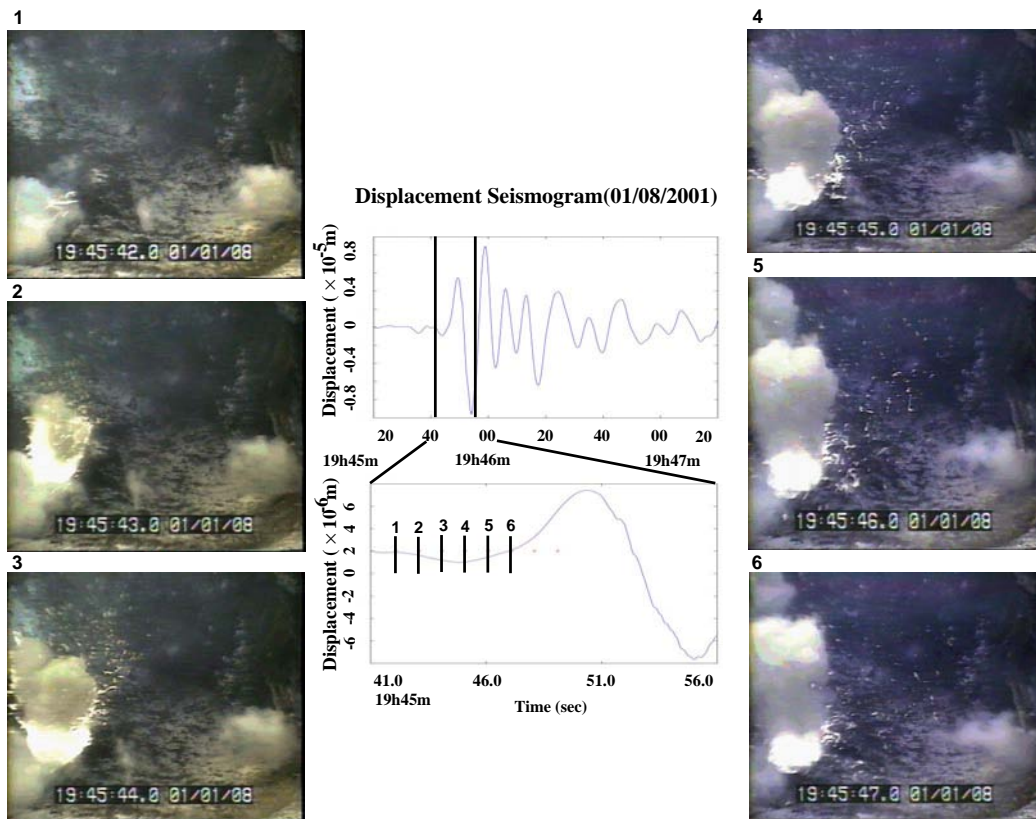 1
19:45:42.0 01/01/08
2
19:45:43.0 01/01/08
3
19:45:44.0 01/01/08
Displacement Seismogram(01/08/2001)
Displacement ( × 10⁻⁵m)
0.8
0.4
0
-0.4
-0.8
20 40 00 20 40 00 20
19h45m 19h46m 19h47m
Displacement ( × 10⁻⁶m)
6
4
2
0
-2
-4
-6
1 2 3 4 5 6
41.0 46.0 51.0 56.0
19h45m
Time (sec)
4
19:45:45.0 01/01/08
5
19:45:46.0 01/01/08
6
19:45:47.0 01/01/08